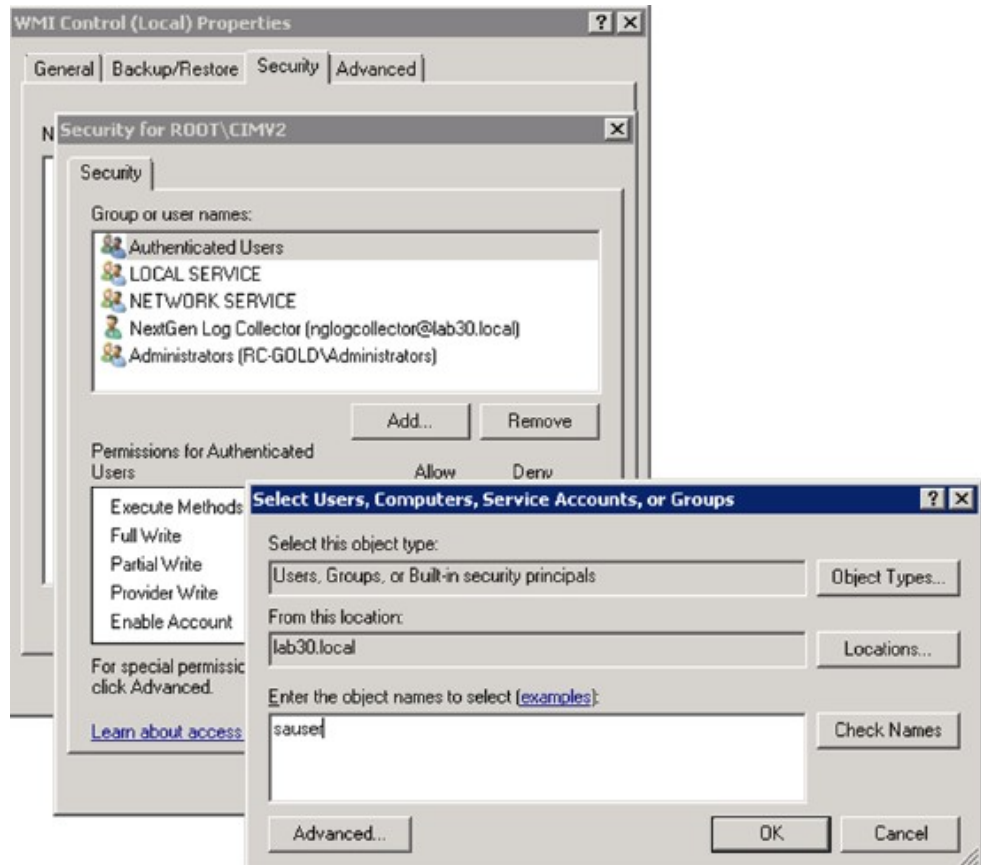 WMI Control (Local) Properties
General Backup/Restore Security Advanced
N
Security for ROOT\CIMV2
Security
Group or user names:
Authenticated Users
LOCAL SERVICE
NETWORK SERVICE
NextGen Log Collector (nglogcollector@lab30.local)
Administrators (RC-GOLD\Administrators)
Add... Remove
Permissions for Authenticated
Users Allow Deny
Execute Methods
Full Write
Partial Write
Provider Write
Enable Account
For special permissic
click Advanced.
Learn about access
Select Users, Computers, Service Accounts, or Groups
Select this object type:
Users, Groups, or Built-in security principals Object Types...
From this location:
lab30.local Locations...
Enter the object names to select (examples):
sauser Check Names
Advanced... OK Cancel